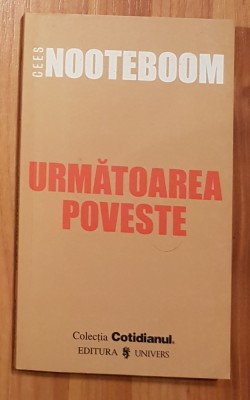 CEES NOOTEBOOM
URMĂTOAREA
POVESTE
Colecția Cotidianul.
EDITURA UNIVERS